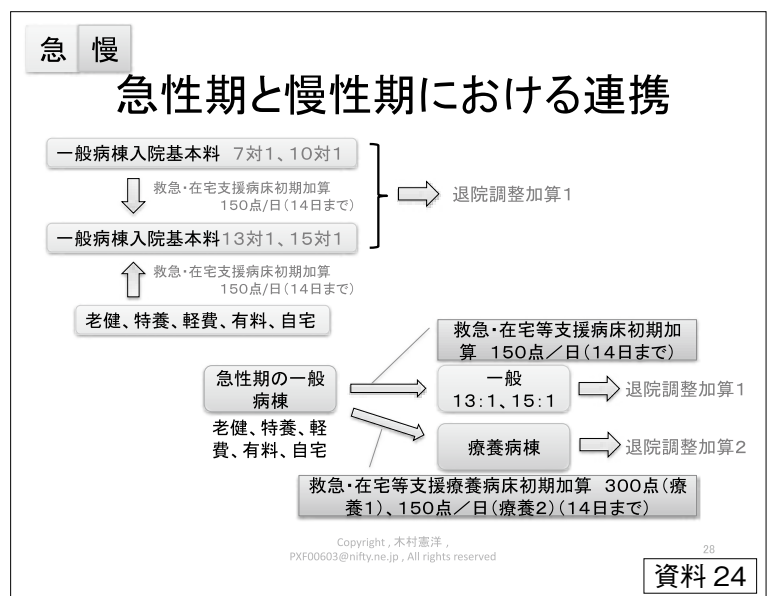 急 慢
急性期と慢性期における連携
一般病棟入院基本料 7対1、10対1
救急・在宅支援病床初期加算
150点/日(14日まで)
退院調整加算1
一般病棟入院基本料13対1、15対1
救急・在宅支援病床初期加算
150点/日(14日まで)
老健、特養、軽費、有料、自宅
救急・在宅等支援病床初期加
算 150点／日(14日まで)
急性期の一般
病棟
老健、特養、軽
費、有料、自宅
一般
13:1、15:1
退院調整加算1
療養病棟
退院調整加算2
救急・在宅等支援療養病床初期加算 300点(療
養1)、150点／日(療養2)(14日まで)
Copyright , 木村憲洋 ,
PXF00603@nifty.ne.jp , All rights reserved
28
資料 24